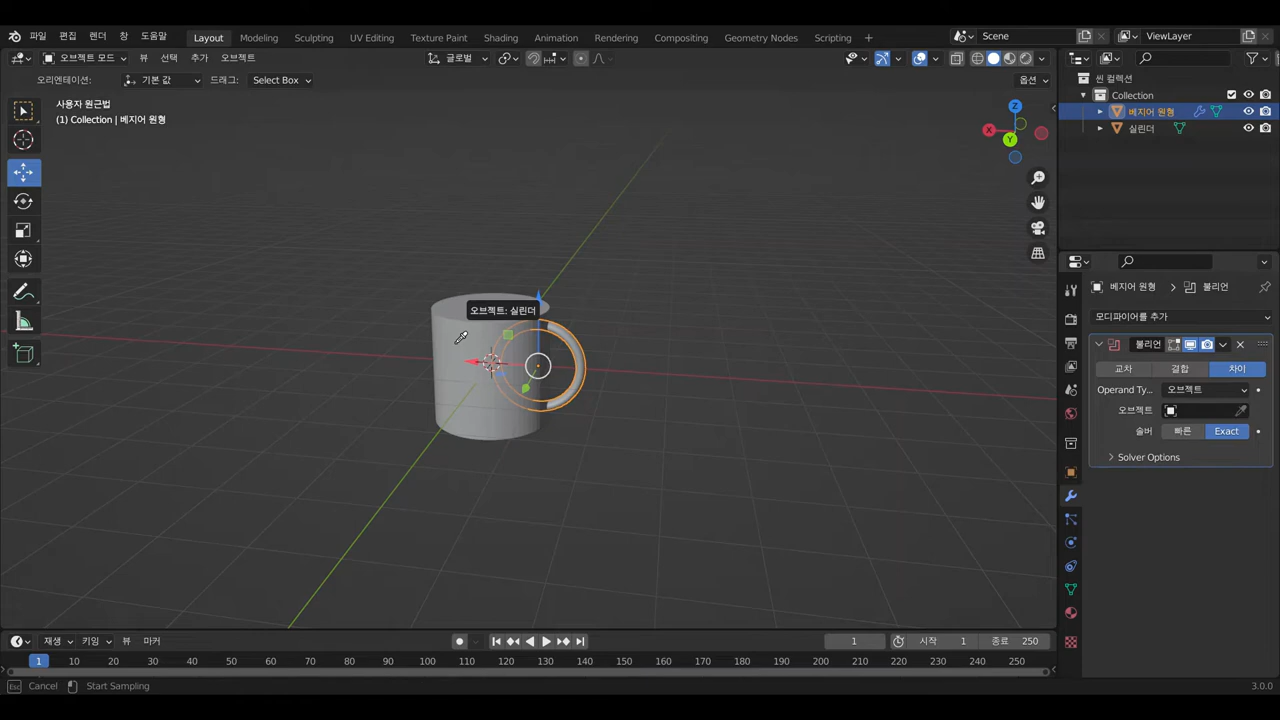 파일 편집 렌더 창 도움말 Layout Modeling Sculpting UV Editing Texture Paint Shading Animation Rendering Compositing Geometry Nodes Scripting + Scene ViewLayer
오브젝트 모드 뷰 선택 추가 오브젝트 글로벌
오리엔테이션: 기본 값 드래그: Select Box 옵션
사용자 원근법
(1) Collection | 베지어 원형
Z
X
Y
오브젝트: 실린더
씬 컬렉션
Collection
베지어 원형
실린더
베지어 원형 > 불리언
모디파이어를 추가
불리언
교차 결합 차이
Operand Ty... 오브젝트
오브젝트
솔버 빠른 Exact
Solver Options
재생 키잉 뷰 마커 1 시작 1 종료 250
1 10 20 30 40 50 60 70 80 90 100 110 120 130 140 150 160 170 180 190 200 210 220 230 240 250
Esc Cancel Start Sampling 3.0.0